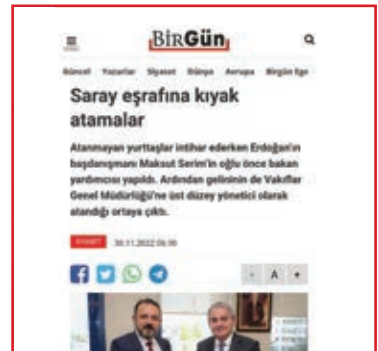 BirGün
Güncel Yazarlar Siyaset Dünya Avrupa Birgün Ege
Saray eşrafına kıyak
atamalar
Atanmayan yurttaşlar intihar ederken Erdoğan'ın
başdanışmanı Maksut Serim'in oğlu önce bakan
yardımcısı yapıldı. Ardından gelininin de Vakıflar
Genel Müdürlüğü'ne üst düzey yönetici olarak
atandığı ortaya çıktı.
SİYASET 30.11.2022 06:30
- A +